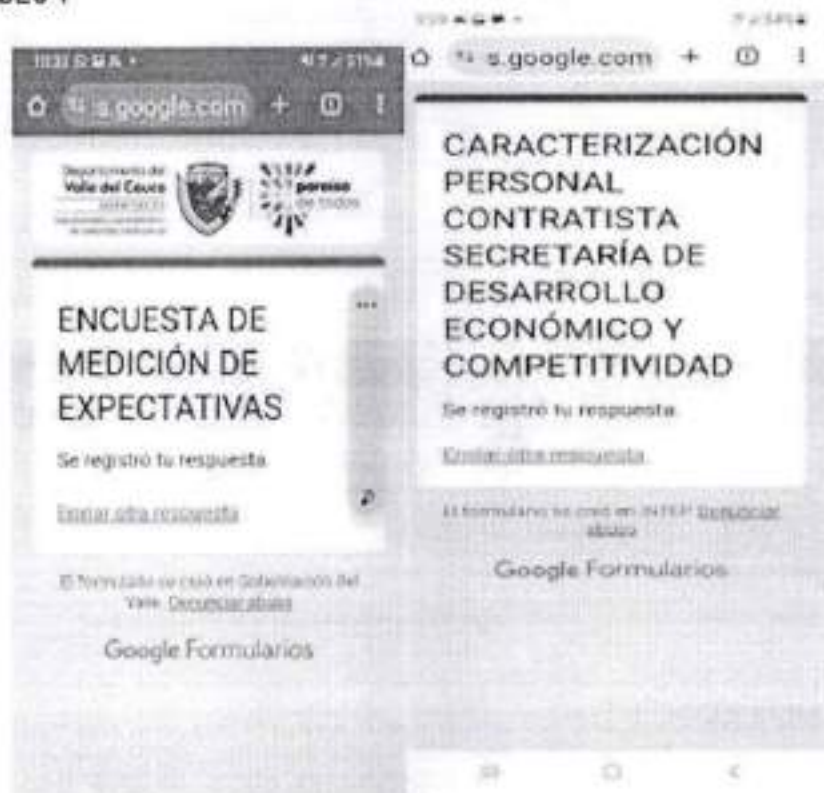 s.google.com
Departamento del
Valle del Cauca
paraíso
de todos
ENCUESTA DE
MEDICIÓN DE
EXPECTATIVAS
Se registró tu respuesta
Enviar otra respuesta
El formulario se creó en Gobernación del
Valle. Denunciar abuso
Google Formularios
s.google.com
CARACTERIZACIÓN
PERSONAL
CONTRATISTA
SECRETARÍA DE
DESARROLLO
ECONÓMICO Y
COMPETITIVIDAD
Se registró tu respuesta.
Enviar otra respuesta
El formulario se creó en Denunciar
abuso
Google Formularios